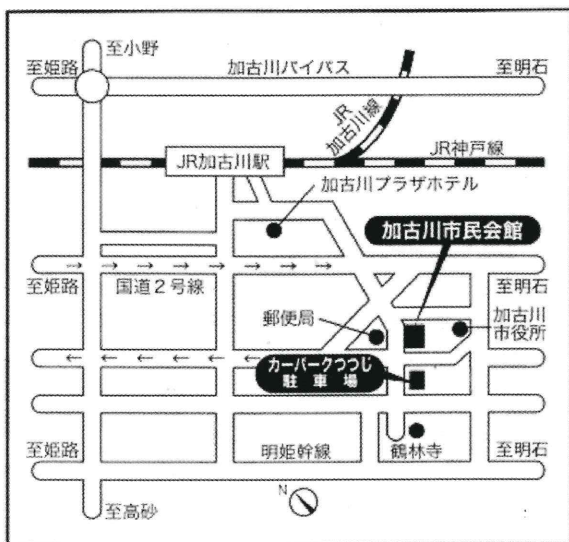 至小野
至姫路
加古川バイパス
至明石
JR
加古川線
JR神戸線
JR加古川駅
加古川プラザホテル
加古川市民会館
→ → → → → → →
至姫路
国道2号線
至明石
郵便局
加古川
市役所
← ← ← ← ← ← ←
カーパークつつじ
駐車場
至姫路
明姫幹線
鶴林寺
至明石
N
至高砂